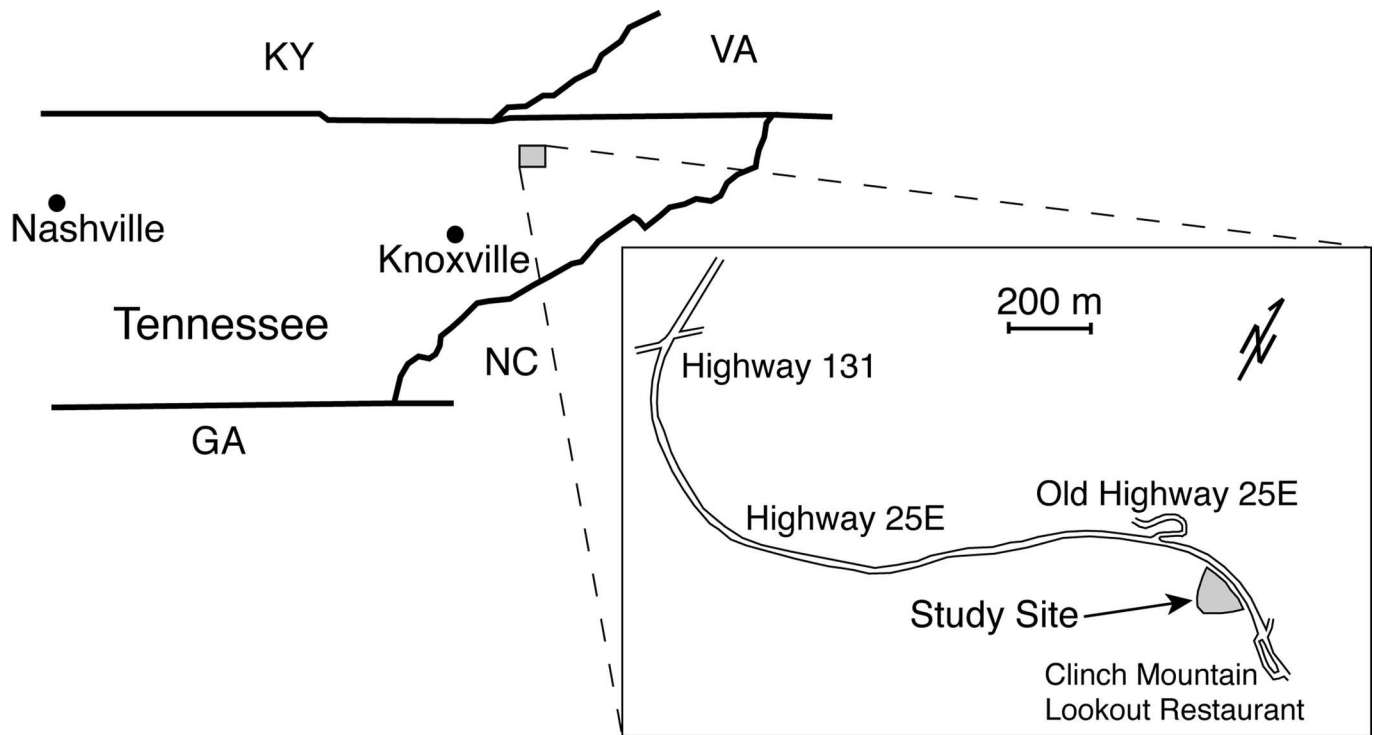 KY
VA
Nashville
Knoxville
Tennessee
NC
GA
200 m
N
Highway 131
Old Highway 25E
Highway 25E
Study Site
Clinch Mountain
Lookout Restaurant